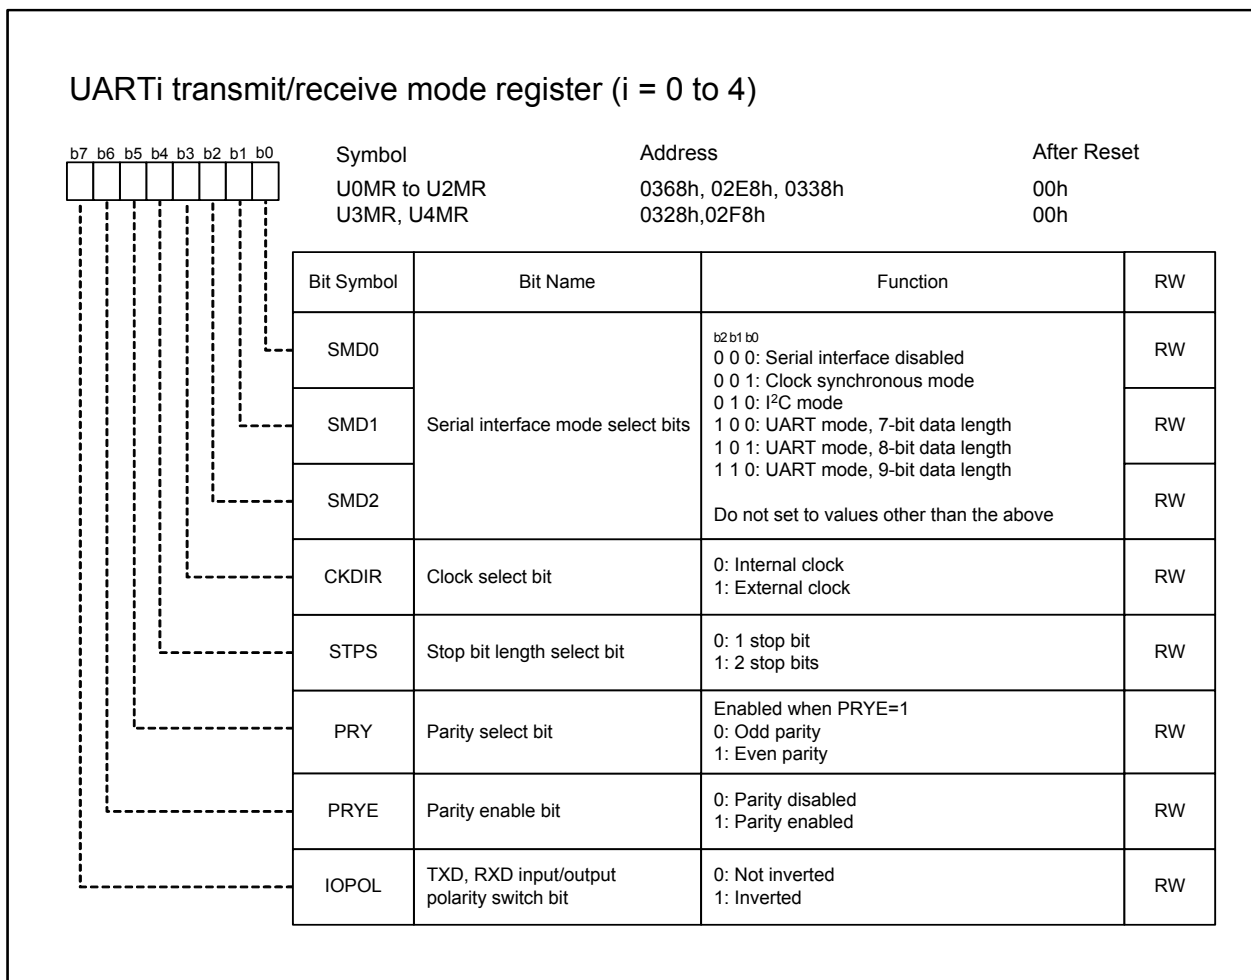 UARTi transmit/receive mode register (i = 0 to 4)
b7 b6 b5 b4 b3 b2 b1 b0
Symbol Address After Reset
U0MR to U2MR 0368h, 02E8h, 0338h 00h
U3MR, U4MR 0328h,02F8h 00h
Bit Symbol Bit Name Function RW
SMD0 RW
SMD1 RW
SMD2 RW
Serial interface mode select bits
b2 b1 b0
0 0 0: Serial interface disabled
0 0 1: Clock synchronous mode
0 1 0: I²C mode
1 0 0: UART mode, 7-bit data length
1 0 1: UART mode, 8-bit data length
1 1 0: UART mode, 9-bit data length
Do not set to values other than the above
CKDIR Clock select bit RW
0: Internal clock
1: External clock
STPS Stop bit length select bit RW
0: 1 stop bit
1: 2 stop bits
PRY Parity select bit RW
Enabled when PRYE=1
0: Odd parity
1: Even parity
PRYE Parity enable bit RW
0: Parity disabled
1: Parity enabled
IOPOL RW
TXD, RXD input/output
polarity switch bit
0: Not inverted
1: Inverted